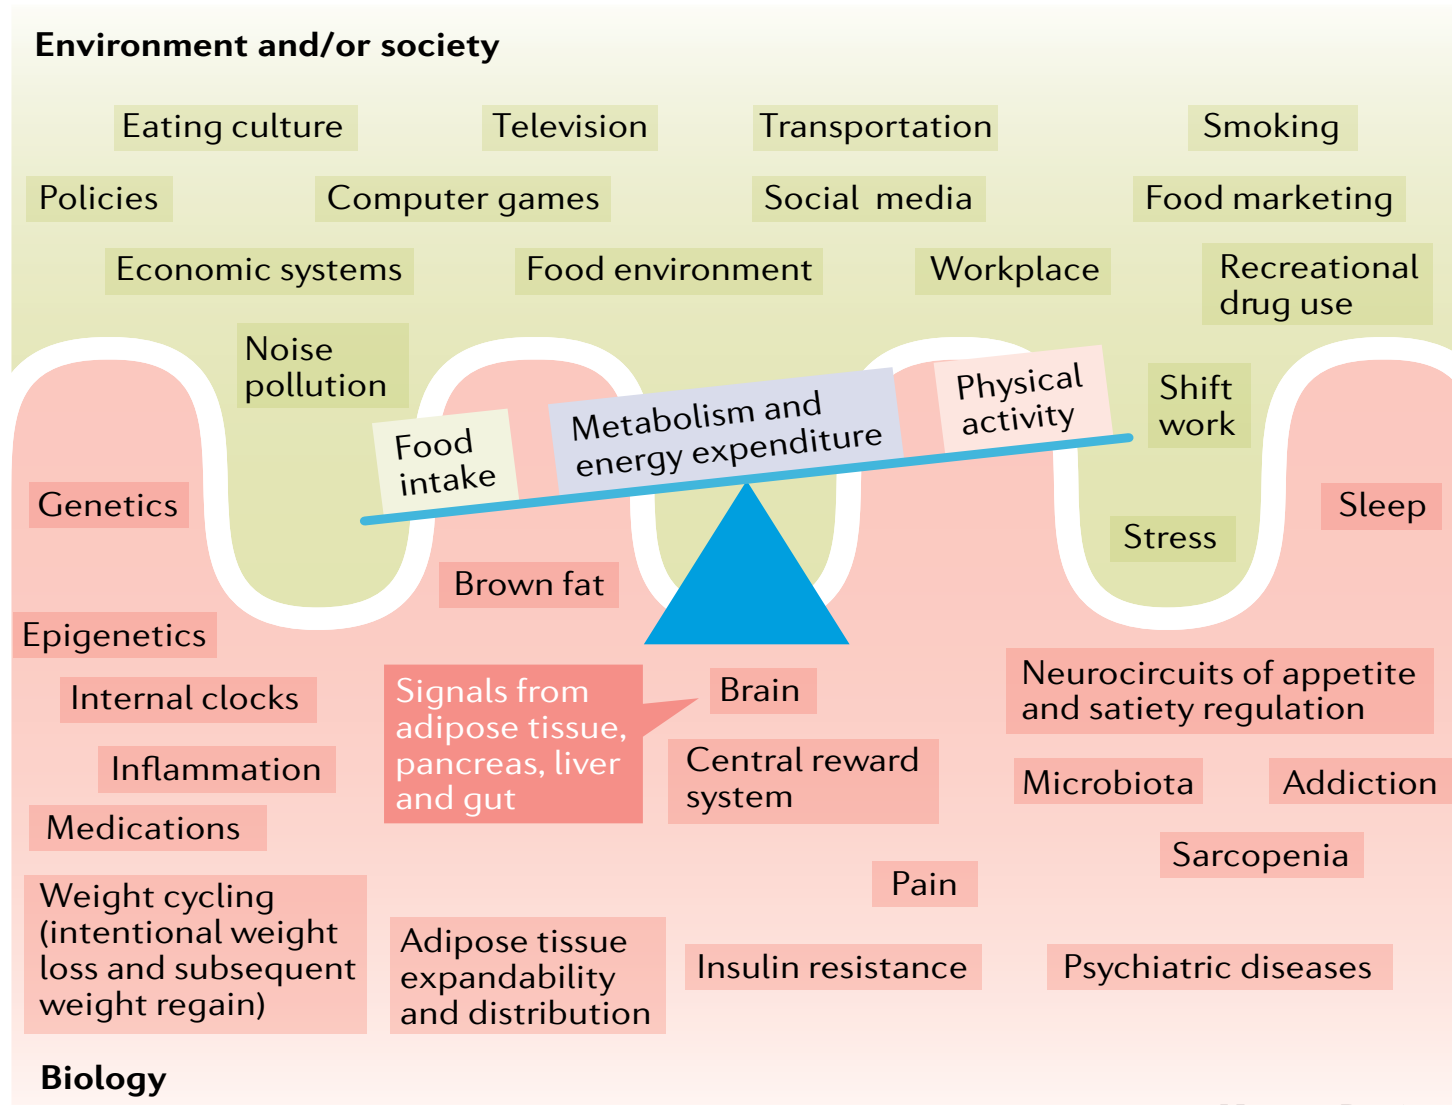 Environment and/or society
Eating culture
Television
Transportation
Smoking
Policies
Computer games
Social media
Food marketing
Economic systems
Food environment
Workplace
Recreational
drug use
Noise
pollution
Food
intake
Metabolism and
energy expenditure
Physical
activity
Shift
work
Genetics
Sleep
Stress
Brown fat
Epigenetics
Internal clocks
Signals from
adipose tissue,
pancreas, liver
and gut
Brain
Neurocircuits of appetite
and satiety regulation
Inflammation
Central reward
system
Microbiota
Addiction
Medications
Sarcopenia
Pain
Weight cycling
(intentional weight
loss and subsequent
weight regain)
Adipose tissue
expandability
and distribution
Insulin resistance
Psychiatric diseases
Biology